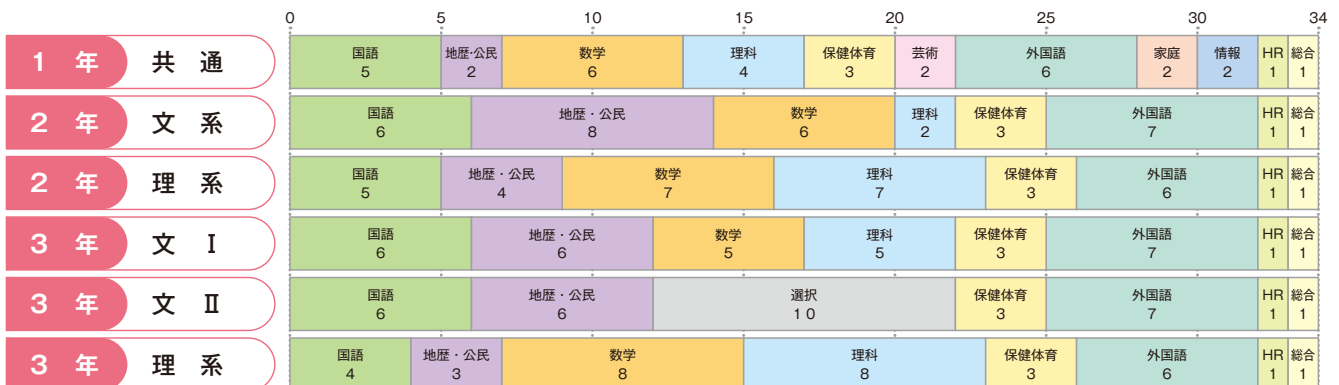 0 5 10 15 20 25 30 34
1 年 共 通
国語 地歴・公民 数学 理科 保健体育 芸術 外国語 家庭 情報 HR 総合
5 2 6 4 3 2 6 2 2 1 1
2 年 文 系
国語 地歴・公民 数学 理科 保健体育 外国語 HR 総合
6 8 6 2 3 7 1 1
2 年 理 系
国語 地歴・公民 数学 理科 保健体育 外国語 HR 総合
5 4 7 7 3 6 1 1
3 年 文 Ⅰ
国語 地歴・公民 数学 理科 保健体育 外国語 HR 総合
6 6 5 5 3 7 1 1
3 年 文 Ⅱ
国語 地歴・公民 選択 保健体育 外国語 HR 総合
6 6 10 3 7 1 1
3 年 理 系
国語 地歴・公民 数学 理科 保健体育 外国語 HR 総合
4 3 8 8 3 6 1 1